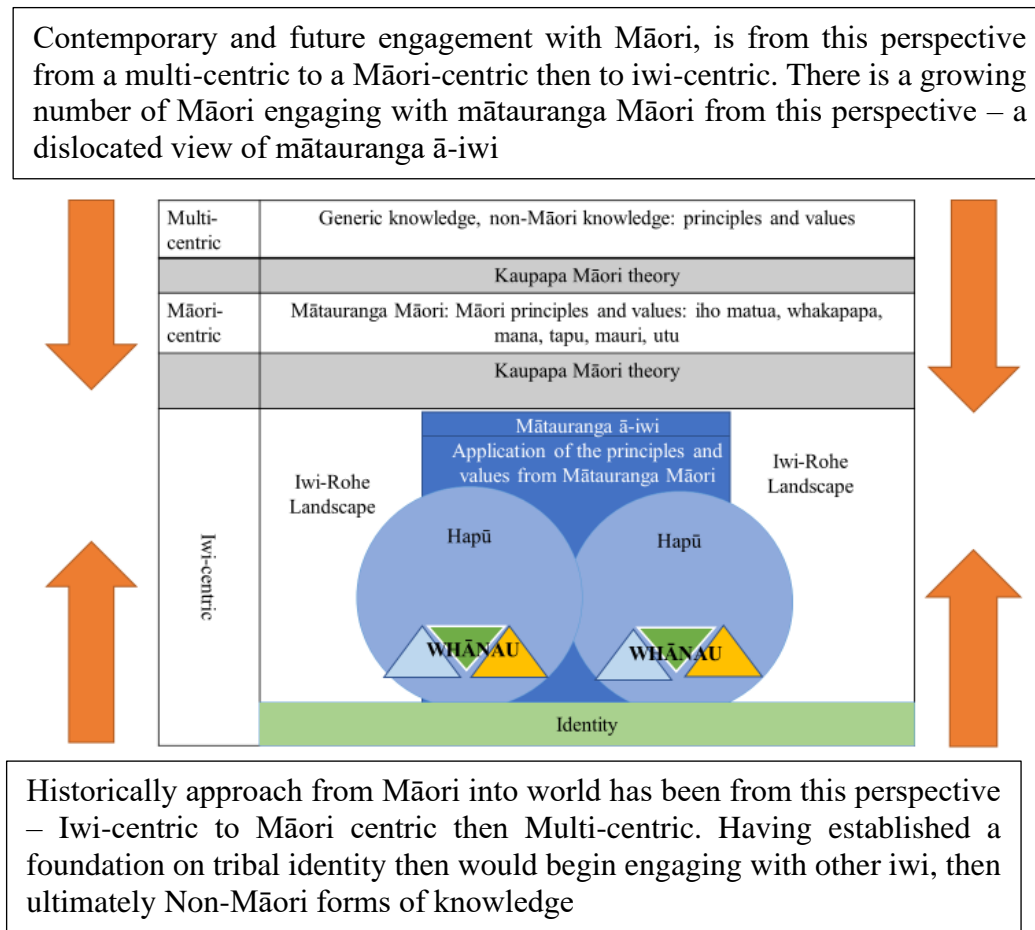 Contemporary and future engagement with Māori, is from this perspective
from a multi-centric to a Māori-centric then to iwi-centric. There is a growing
number of Māori engaging with mātauranga Māori from this perspective – a
dislocated view of mātauranga ā-iwi
Multi-
centric
Generic knowledge, non-Māori knowledge: principles and values
Kaupapa Māori theory
Māori-
centric
Mātauranga Māori: Māori principles and values: iho matua, whakapapa,
mana, tapu, mauri, utu
Kaupapa Māori theory
Iwi-centric
Mātauranga ā-iwi
Application of the principles and
values from Mātauranga Māori
Iwi-Rohe
Landscape
Iwi-Rohe
Landscape
Hapū
Hapū
WHĀNAU
WHĀNAU
Identity
Historically approach from Māori into world has been from this perspective
– Iwi-centric to Māori centric then Multi-centric. Having established a
foundation on tribal identity then would begin engaging with other iwi, then
ultimately Non-Māori forms of knowledge